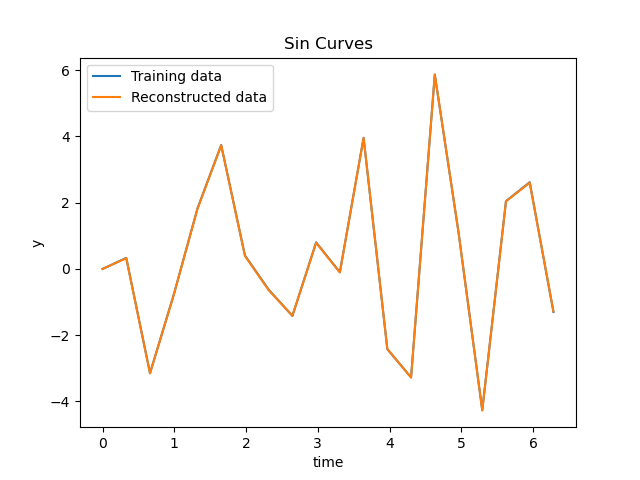 Sin Curves
Training data
Reconstructed data
6
4
2
0
−2
−4
y
0 1 2 3 4 5 6
time